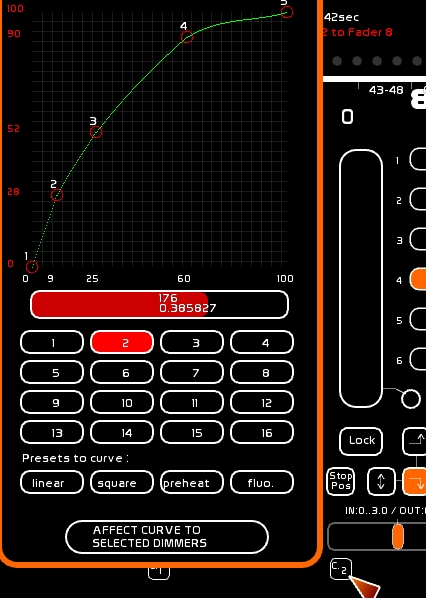 100
90
52
28
0
1
2
3
4
5
0 9 25 60 100
176
0.385827
1 2 3 4
5 6 7 8
9 10 11 12
13 14 15 16
Presets to curve :
linear square preheat fluo.
AFFECT CURVE TO
SELECTED DIMMERS
42sec
2 to Fader 8
43-48
0
1
2
3
4
5
6
Lock
Stop
Pos
IN:0..3.0 / OUT:
C.1
C.2